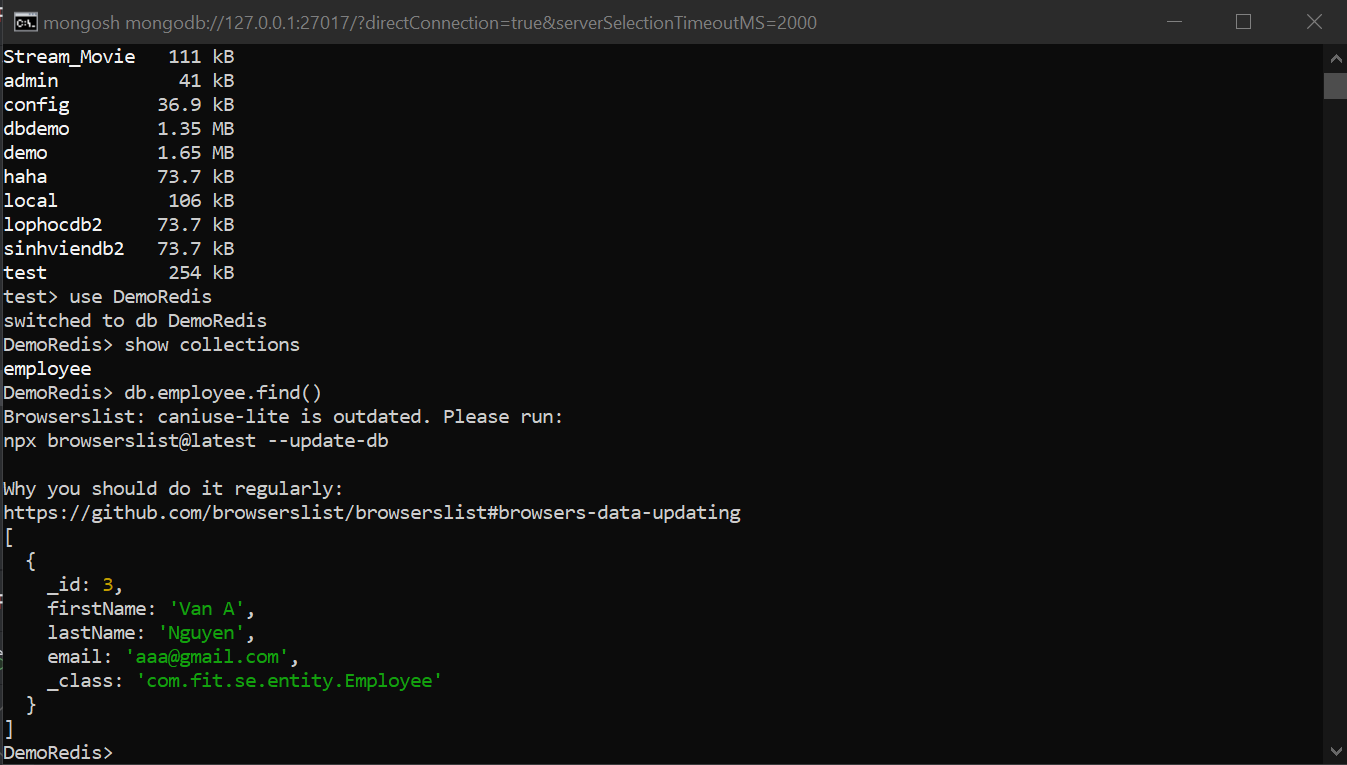 mongosh mongodb://127.0.0.1:27017/?directConnection=true&serverSelectionTimeoutMS=2000
Stream_Movie   111 kB
admin           41 kB
config        36.9 kB
dbdemo        1.35 MB
demo          1.65 MB
haha          73.7 kB
local          106 kB
lophocdb2     73.7 kB
sinhviendb2   73.7 kB
test           254 kB
test> use DemoRedis
switched to db DemoRedis
DemoRedis> show collections
employee
DemoRedis> db.employee.find()
Browserslist: caniuse-lite is outdated. Please run:
npx browserslist@latest --update-db
Why you should do it regularly:
https://github.com/browserslist/browserslist#browsers-data-updating
[
  {
    _id: 3,
    firstName: 'Van A',
    lastName: 'Nguyen',
    email: 'aaa@gmail.com',
    _class: 'com.fit.se.entity.Employee'
  }
]
DemoRedis>